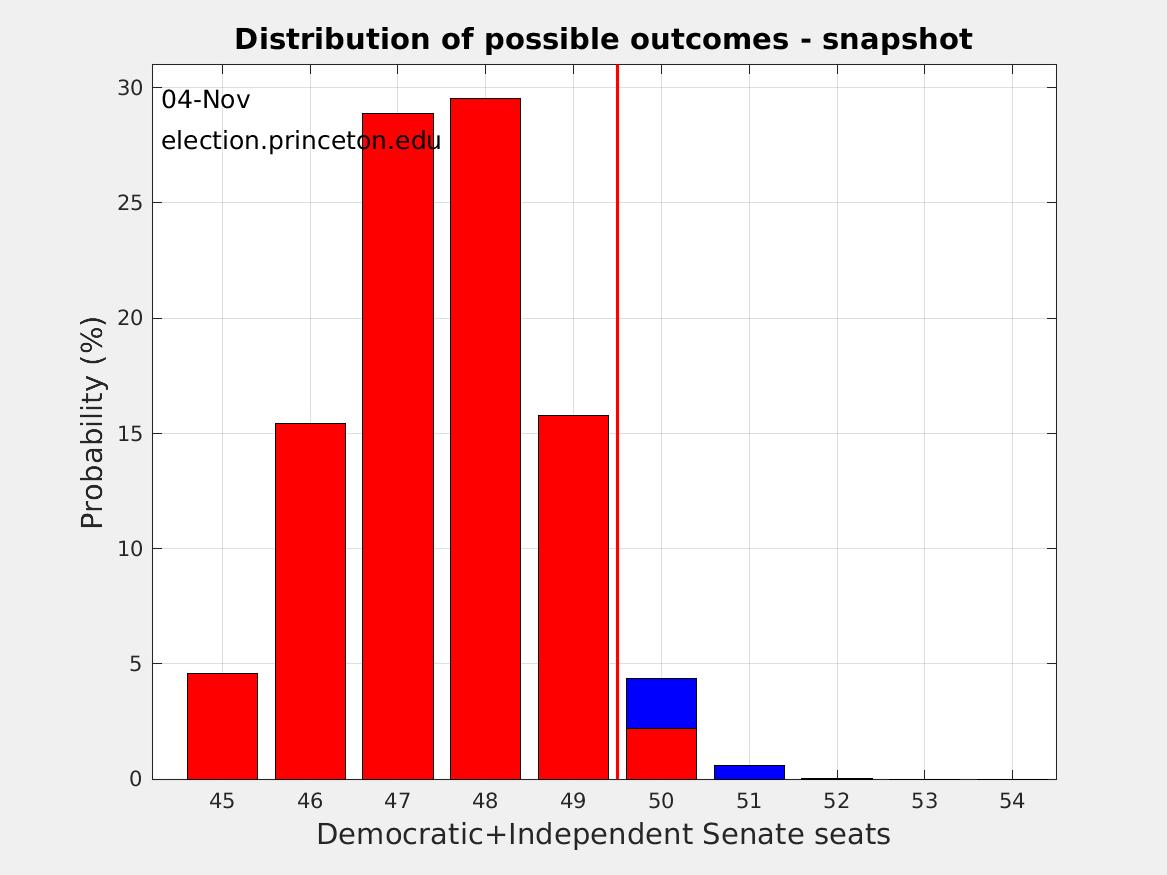 Distribution of possible outcomes - snapshot
04-Nov
election.princeton.edu
30
25
20
15
10
5
0
Probability (%)
45 46 47 48 49 50 51 52 53 54
Democratic+Independent Senate seats